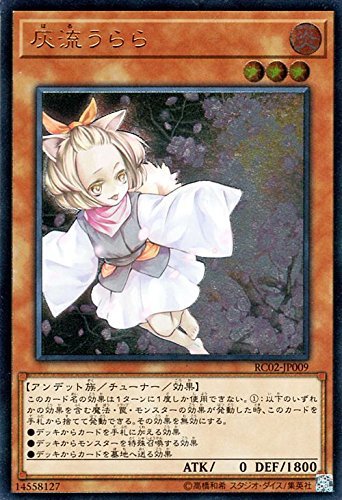 はる
灰流うらら
炎
RC02-JP009
【アンデット族／チューナー／効果】
このカード名の効果は1ターンに1度しか使用できない。①：以下のいずれ
かの効果を含む魔法・罠・モンスターの効果が発動した時、このカードを
手札から捨てて発動できる。その効果を無効にする。
●デッキからカードを手札に加える効果
●デッキからモンスターを特殊召喚する効果
●デッキからカードを墓地へ送る効果
ATK/ 0 DEF/1800
14558127
©高橋和希 スタジオ・ダイス/集英社